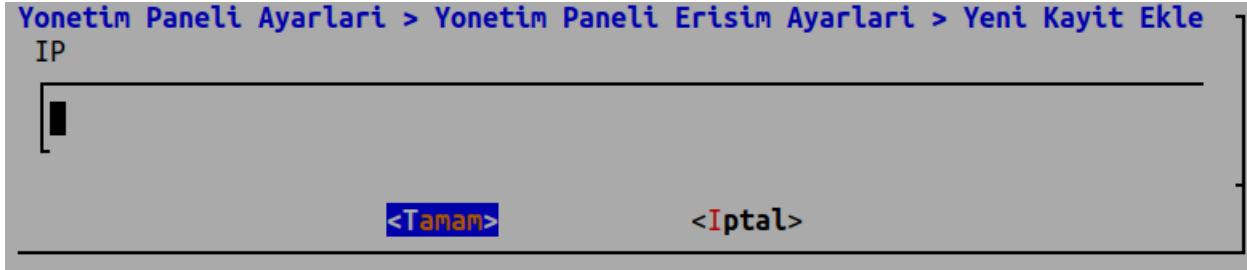 Yonetim Paneli Ayarlari > Yonetim Paneli Erisim Ayarlari > Yeni Kayit Ekle
IP
<Tamam> <Iptal>